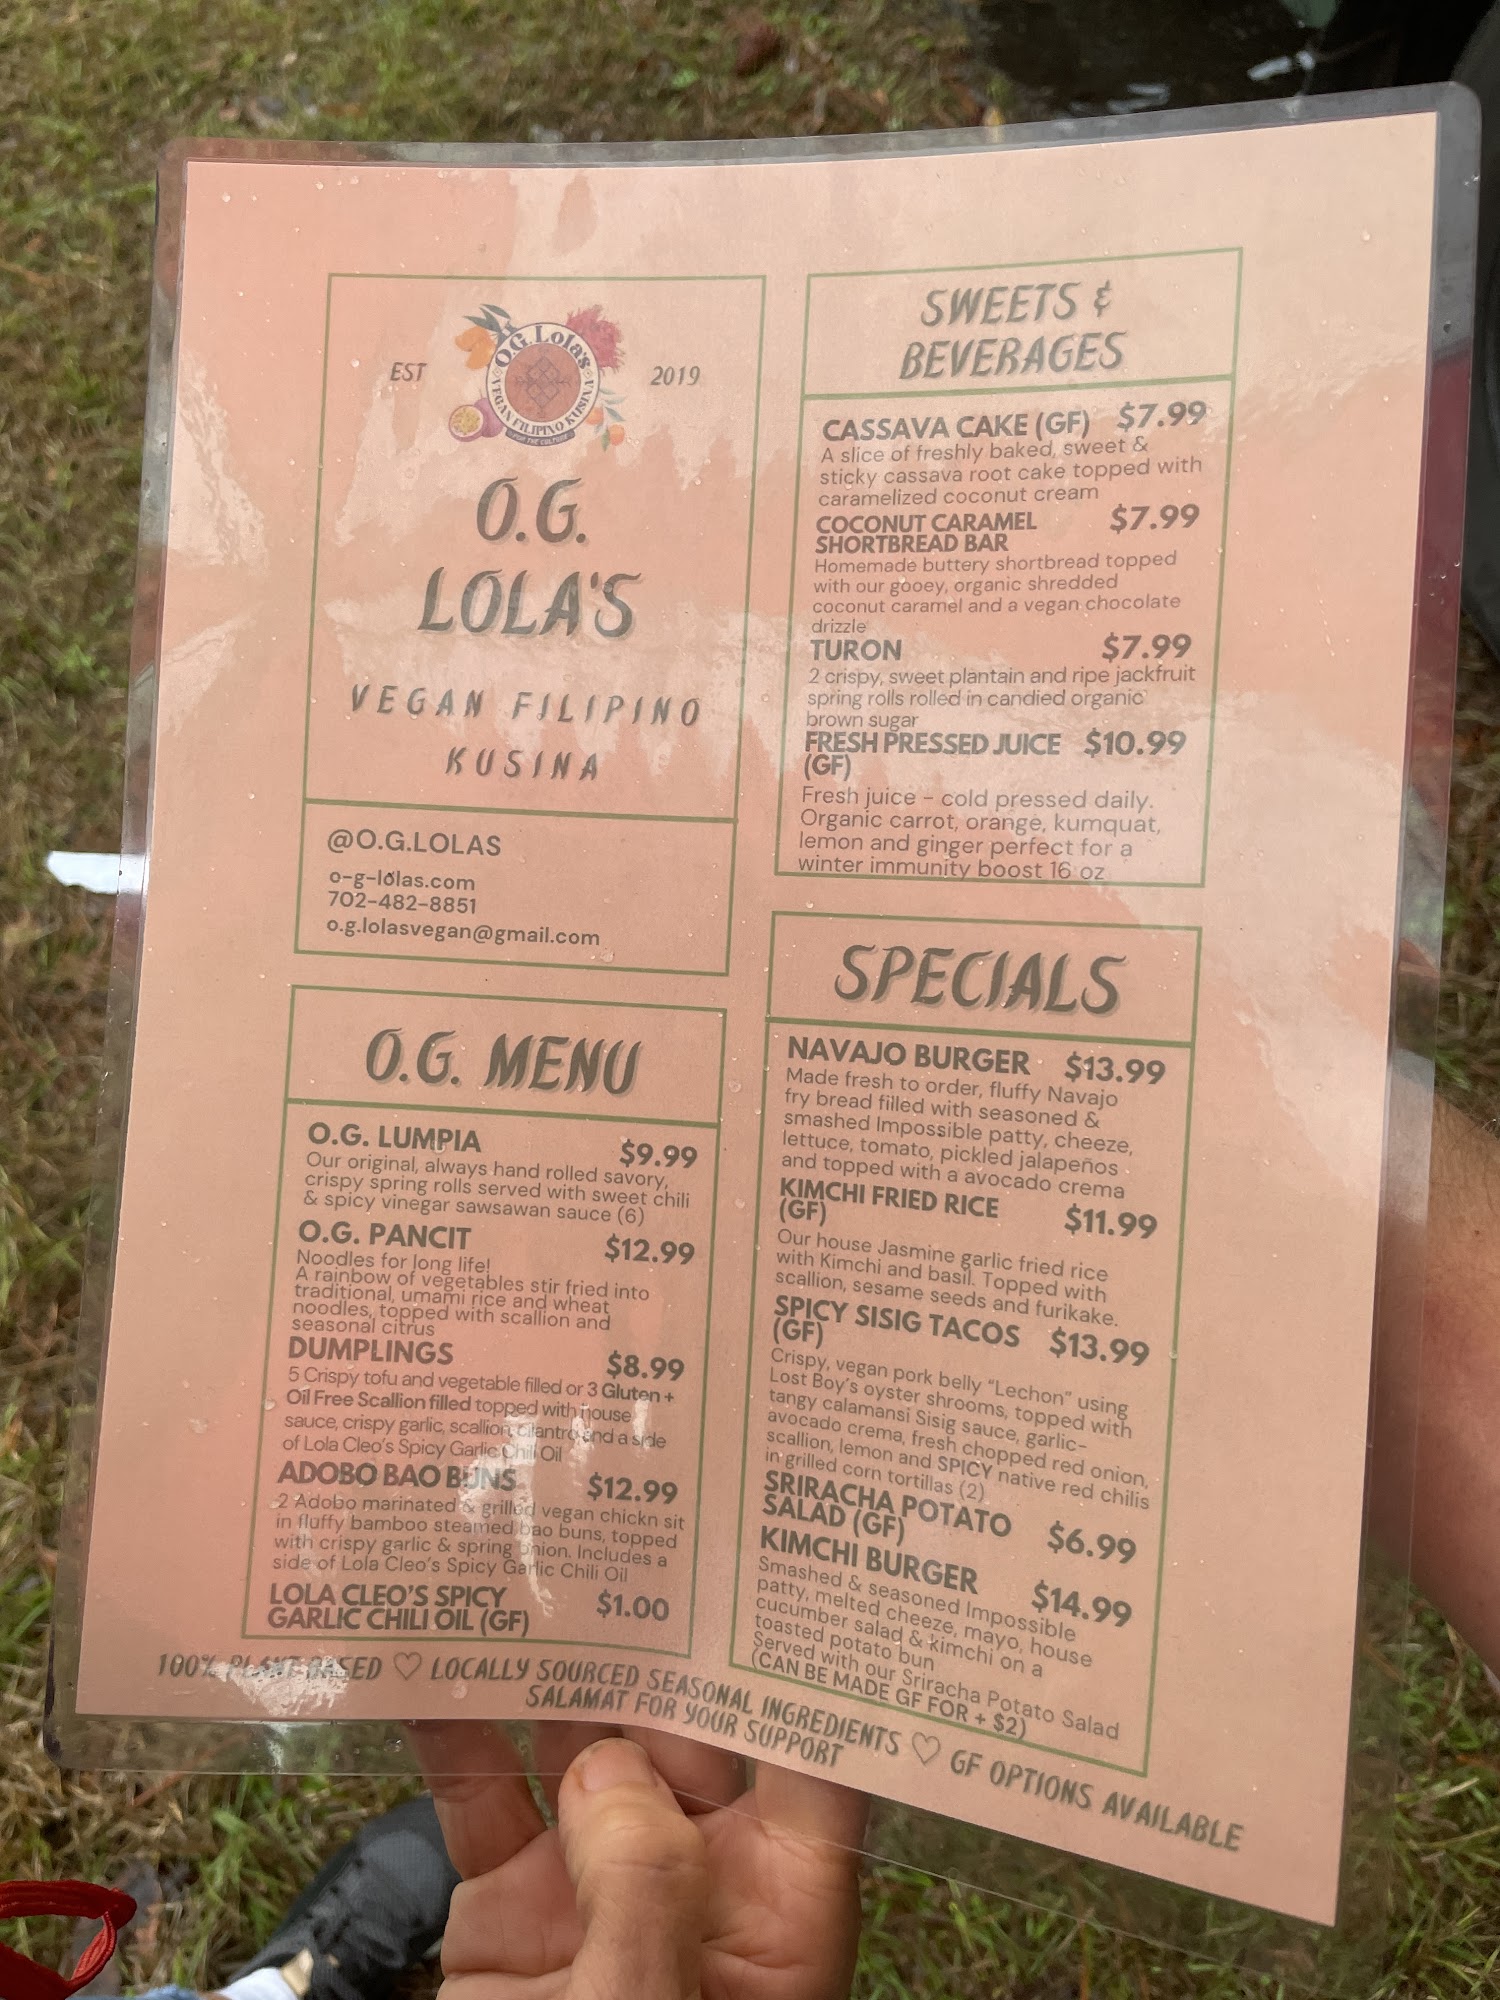 EST
2019
O.G. Lola's
VEGAN FILIPINO KUSINA
FOR THE CULTURE
O.G.
LOLA'S
VEGAN FILIPINO
KUSINA
@O.G.LOLAS
o-g-lolas.com
702-482-8851
o.g.lolasvegan@gmail.com
O.G. MENU
O.G. LUMPIA $9.99
Our original, always hand rolled savory,
crispy spring rolls served with sweet chili
& spicy vinegar sawsawan sauce (6)
O.G. PANCIT $12.99
Noodles for long life!
A rainbow of vegetables stir fried into
traditional, umami rice and wheat
noodles, topped with scallion and
seasonal citrus
DUMPLINGS $8.99
5 Crispy tofu and vegetable filled or 3 Gluten +
Oil Free Scallion filled topped with house
sauce, crispy garlic, scallion, cilantro and a side
of Lola Cleo's Spicy Garlic Chili Oil
ADOBO BAO BUNS $12.99
2 Adobo marinated & grilled vegan chickn sit
in fluffy bamboo steamed bao buns, topped
with crispy garlic & spring onion. Includes a
side of Lola Cleo's Spicy Garlic Chili Oil
LOLA CLEO'S SPICY $1.00
GARLIC CHILI OIL (GF)
SWEETS &
BEVERAGES
CASSAVA CAKE (GF) $7.99
A slice of freshly baked, sweet &
sticky cassava root cake topped with
caramelized coconut cream
COCONUT CARAMEL $7.99
SHORTBREAD BAR
Homemade buttery shortbread topped
with our gooey, organic shredded
coconut caramel and a vegan chocolate
drizzle
TURON $7.99
2 crispy, sweet plantain and ripe jackfruit
spring rolls rolled in candied organic
brown sugar
FRESH PRESSED JUICE $10.99
(GF)
Fresh juice - cold pressed daily.
Organic carrot, orange, kumquat,
lemon and ginger perfect for a
winter immunity boost 16 oz
SPECIALS
NAVAJO BURGER $13.99
Made fresh to order, fluffy Navajo
fry bread filled with seasoned &
smashed Impossible patty, cheeze,
lettuce, tomato, pickled jalapeños
and topped with a avocado crema
KIMCHI FRIED RICE $11.99
(GF)
Our house Jasmine garlic fried rice
with Kimchi and basil. Topped with
scallion, sesame seeds and furikake.
SPICY SISIG TACOS $13.99
(GF)
Crispy, vegan pork belly "Lechon" using
Lost Boy's oyster shrooms, topped with
tangy calamansi Sisig sauce, garlic-
avocado crema, fresh chopped red onion,
scallion, lemon and SPICY native red chilis
in grilled corn tortillas (2)
SRIRACHA POTATO $6.99
SALAD (GF)
KIMCHI BURGER $14.99
Smashed & seasoned Impossible
patty, melted cheeze, mayo, house
cucumber salad & kimchi on a
toasted potato bun
Served with our Sriracha Potato Salad
(CAN BE MADE GF FOR + $2)
100% PLANT BASED ♡ LOCALLY SOURCED SEASONAL INGREDIENTS ♡ GF OPTIONS AVAILABLE
SALAMAT FOR YOUR SUPPORT